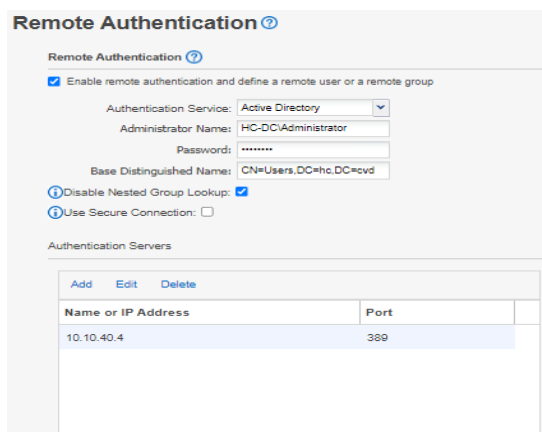 Remote Authentication ?
Remote Authentication ?
Enable remote authentication and define a remote user or a remote group
Authentication Service: Active Directory
Administrator Name: HC-DC\Administrator
Password: ••••••••
Base Distinguished Name: CN=Users,DC=hc,DC=cvd
i Disable Nested Group Lookup:
i Use Secure Connection:
Authentication Servers
Add Edit Delete
Name or IP Address Port
10.10.40.4 389